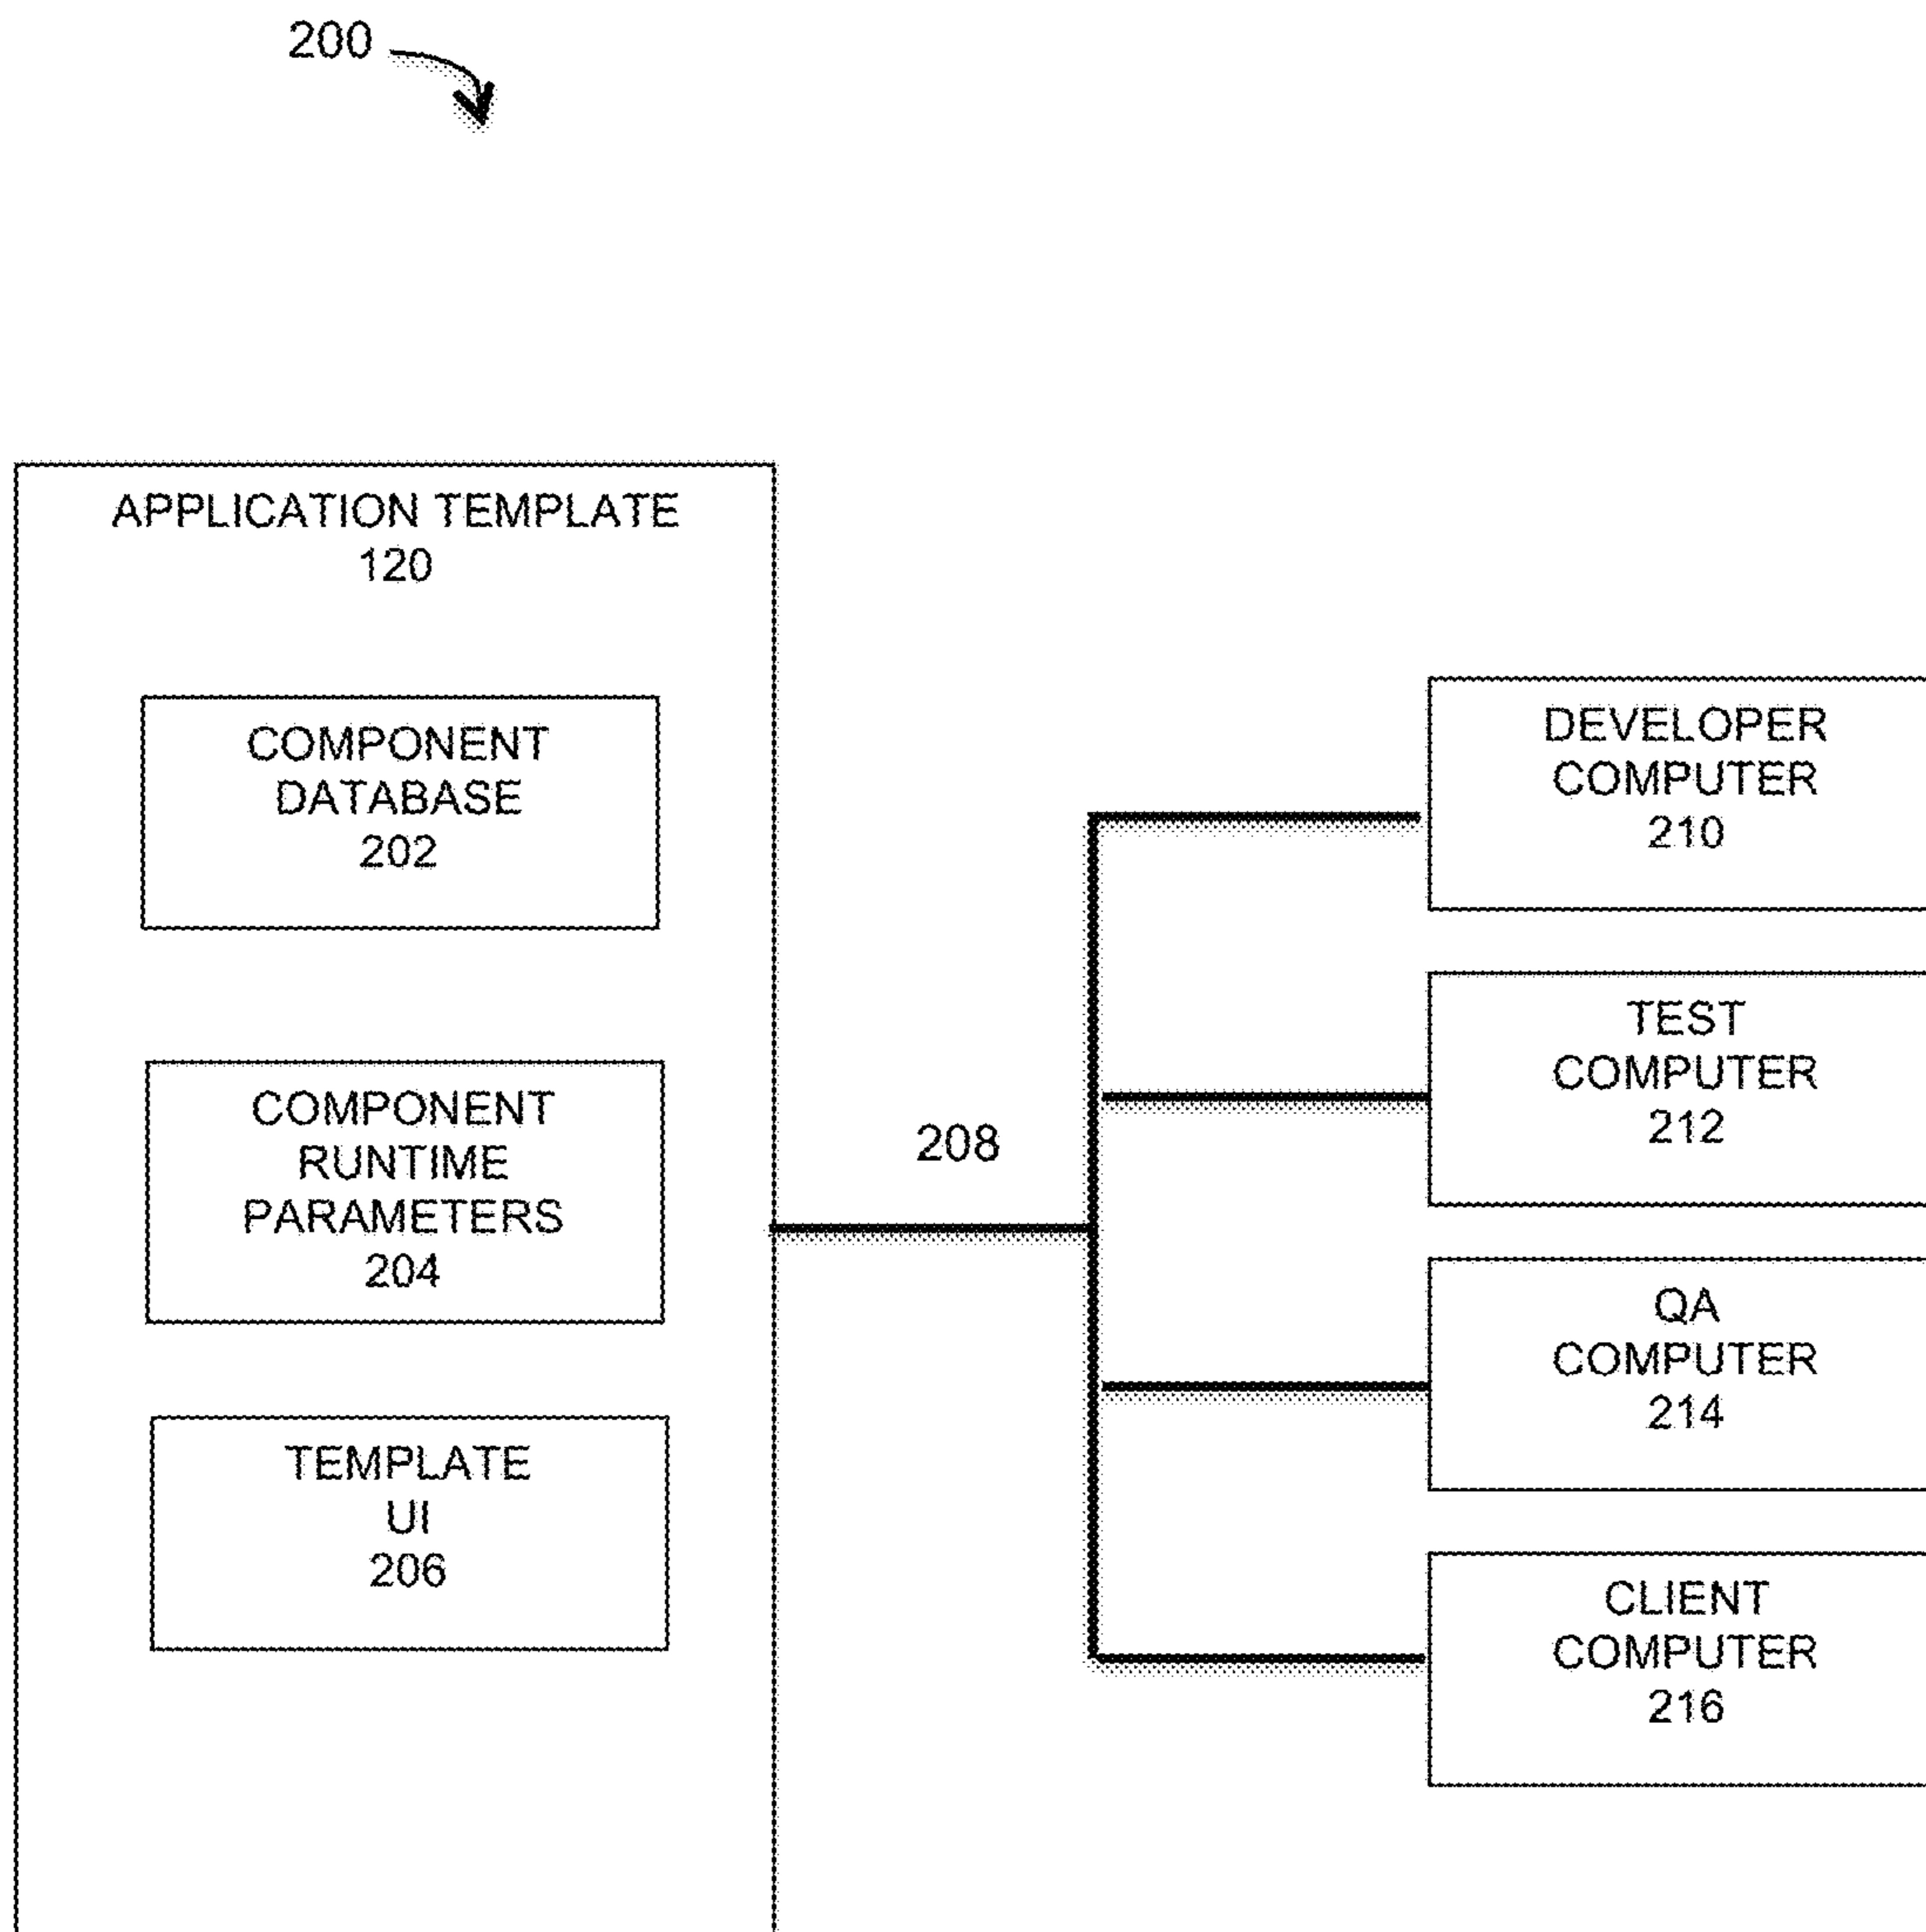 200
APPLICATION TEMPLATE
120
COMPONENT
DATABASE
202
COMPONENT
RUNTIME
PARAMETERS
204
TEMPLATE
UI
206
208
DEVELOPER
COMPUTER
210
TEST
COMPUTER
212
QA
COMPUTER
214
CLIENT
COMPUTER
216